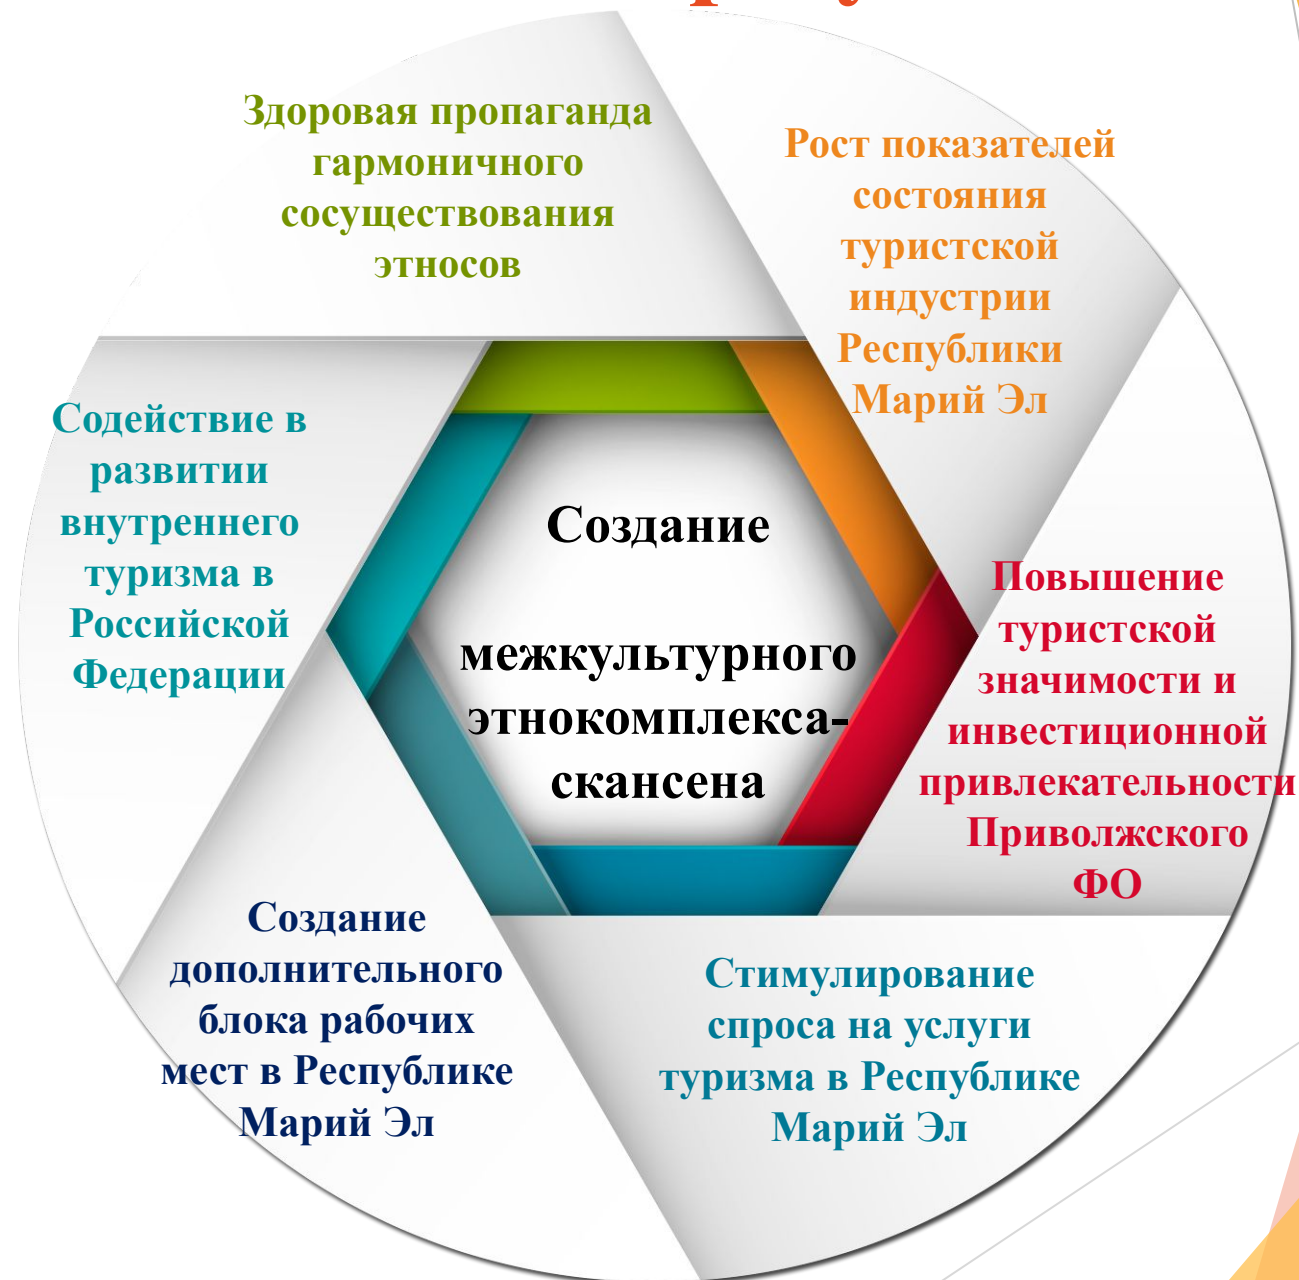 Здоровая пропаганда
гармоничного
сосуществования
этносов
Рост показателей
состояния
туристской
индустрии
Республики
Марий Эл
Содействие в
развитии
внутреннего
туризма в
Российской
Федерации
Создание
межкультурного
этнокомплекса-
скансена
Повышение
туристской
значимости и
инвестиционной
привлекательности
Приволжского
ФО
Создание
дополнительного
блока рабочих
мест в Республике
Марий Эл
Стимулирование
спроса на услуги
туризма в Республике
Марий Эл